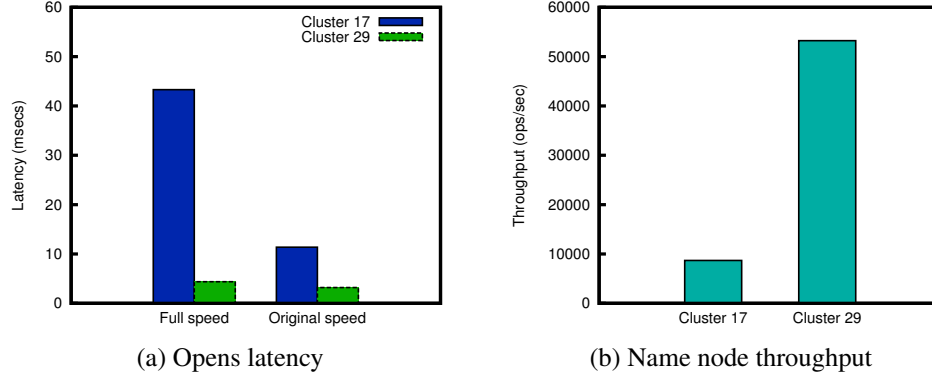 Cluster 17
Cluster 29
60
50
40
30
20
10
0
Latency (msecs)
Full speed Original speed
(a) Opens latency
60000
50000
40000
30000
20000
10000
0
Throughput (ops/sec)
Cluster 17 Cluster 29
(b) Name node throughput